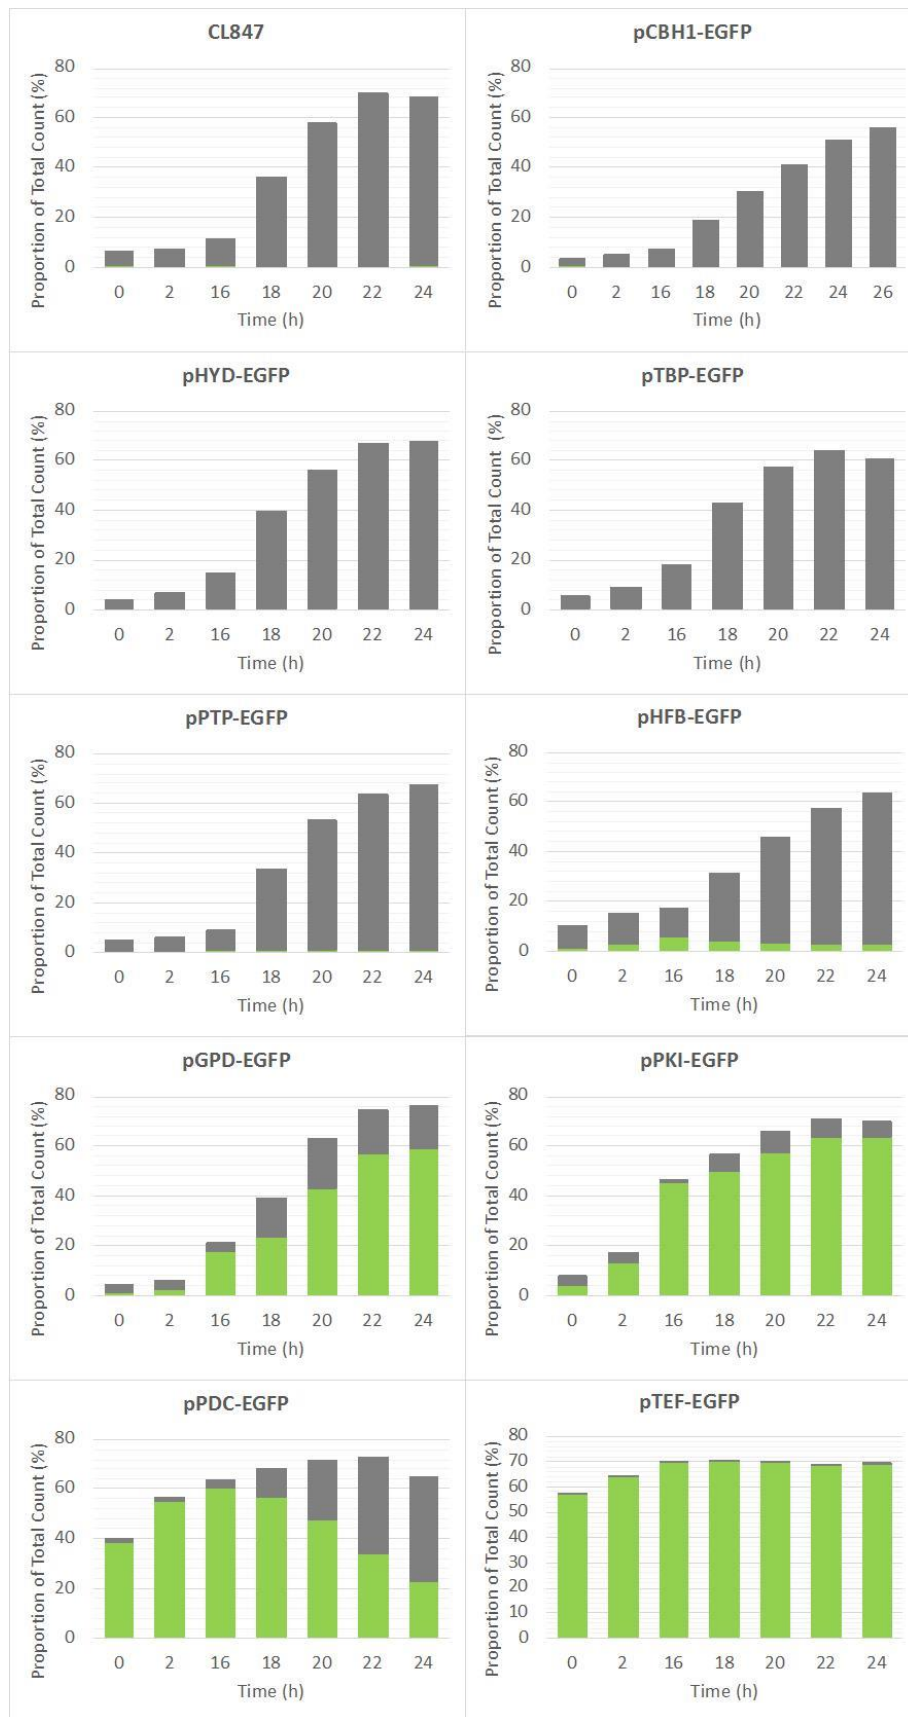 CL847
Proportion of Total Count (%)
80
60
40
20
0
0 2 16 18 20 22 24
Time (h)
pCBH1-EGFP
Proportion of Total Count (%)
80
60
40
20
0
0 2 16 18 20 22 24 26
Time (h)
pHYD-EGFP
Proportion of Total Count (%)
80
60
40
20
0
0 2 16 18 20 22 24
Time (h)
pTBP-EGFP
Proportion of Total Count (%)
80
60
40
20
0
0 2 16 18 20 22 24
Time (h)
pPTP-EGFP
Proportion of Total Count (%)
80
60
40
20
0
0 2 16 18 20 22 24
Time (h)
pHFB-EGFP
Proportion of Total Count (%)
80
60
40
20
0
0 2 16 18 20 22 24
Time (h)
pGPD-EGFP
Proportion of Total Count (%)
80
60
40
20
0
0 2 16 18 20 22 24
Time (h)
pPKI-EGFP
Proportion of Total Count (%)
80
60
40
20
0
0 2 16 18 20 22 24
Time (h)
pPDC-EGFP
Proportion of Total Count (%)
80
60
40
20
0
0 2 16 18 20 22 24
Time (h)
pTEF-EGFP
Proportion of Total Count (%)
80
70
60
50
40
30
20
10
0
0 2 16 18 20 22 24
Time (h)